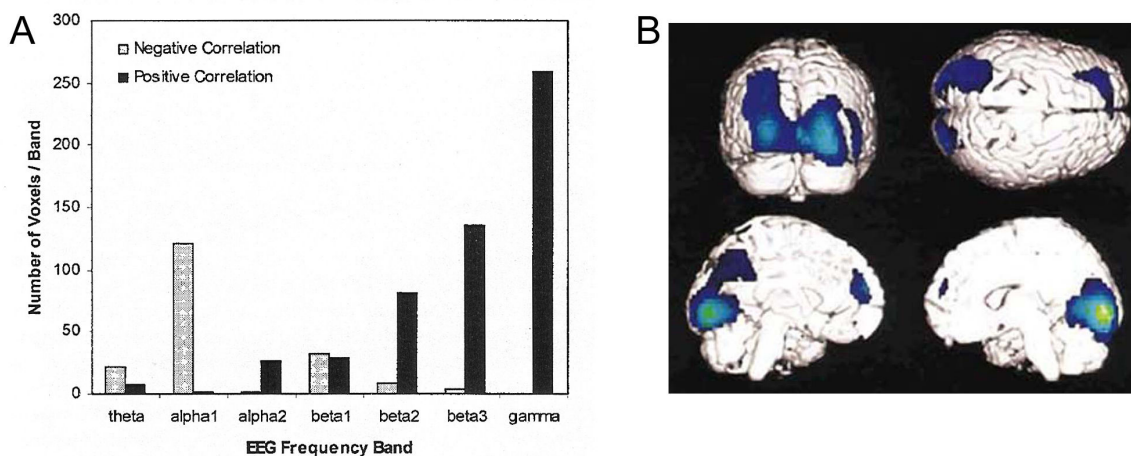 A
300
250
200
150
100
50
0
Number of Voxels / Band
Negative Correlation
Positive Correlation
theta alpha1 alpha2 beta1 beta2 beta3 gamma
EEG Frequency Band
B